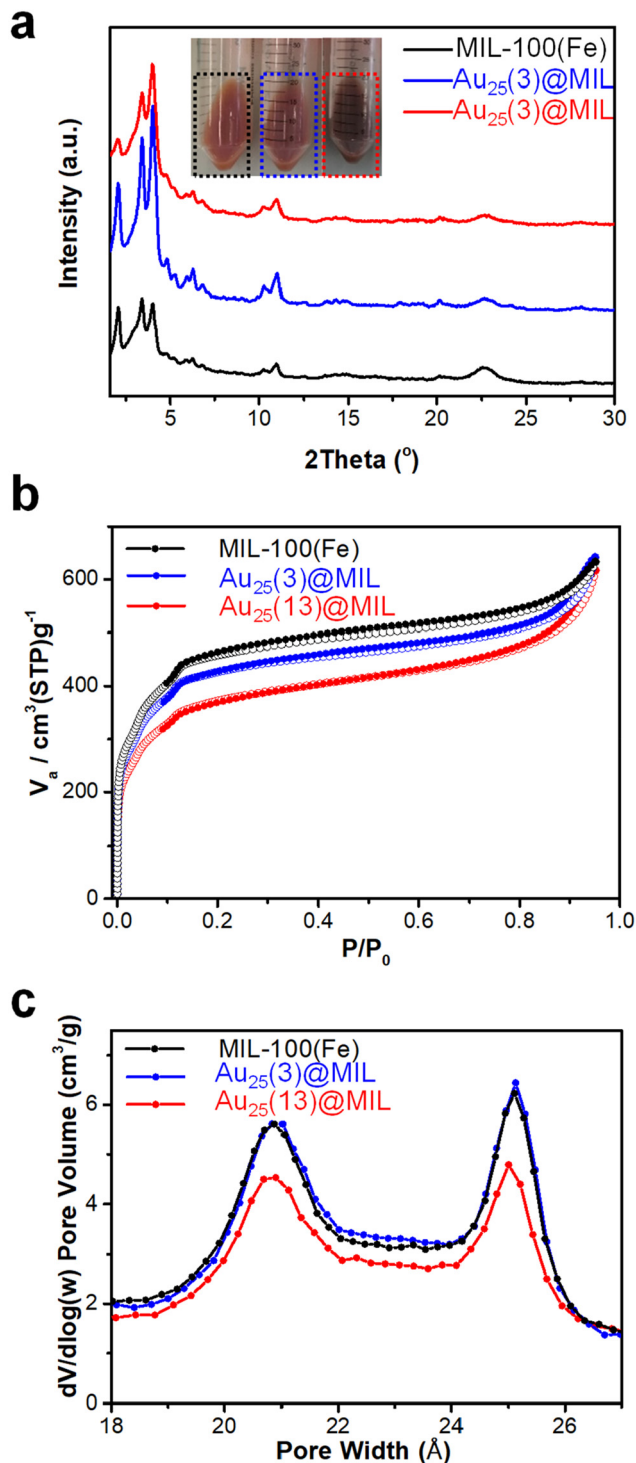 a
MIL-100(Fe)
Au₂₅(3)@MIL
Au₂₅(3)@MIL
Intensity (a.u.)
5 10 15 20 25 30
2Theta (°)
b
MIL-100(Fe)
Au₂₅(3)@MIL
Au₂₅(13)@MIL
Vₐ / cm³(STP)g⁻¹
600
400
200
0
0.0 0.2 0.4 0.6 0.8 1.0
P/P₀
c
MIL-100(Fe)
Au₂₅(3)@MIL
Au₂₅(13)@MIL
dV/dlog(w) Pore Volume (cm³/g)
6
4
2
0
18 20 22 24 26
Pore Width (Å)